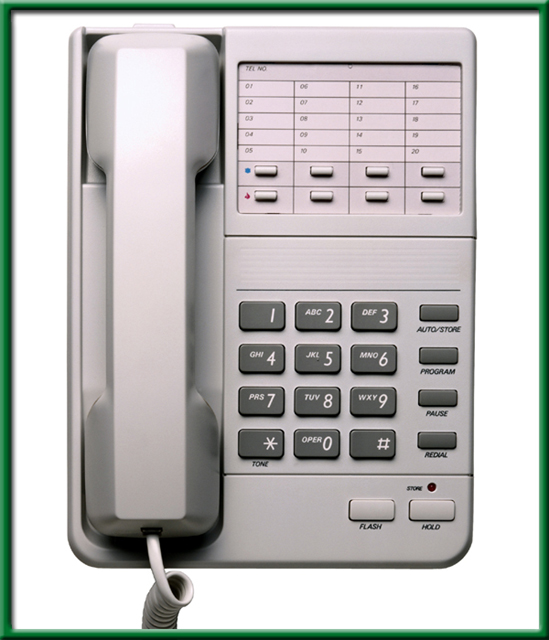 TEL NO.
01 06 11 16
02 07 12 17
03 08 13 18
04 09 14 19
05 10 15 20
1 ABC 2 DEF 3
AUTO/STORE
GHI 4 JKL 5 MNO 6
PROGRAM
PRS 7 TUV 8 WXY 9
PAUSE
* OPER 0 #
TONE REDIAL
STORE
FLASH HOLD